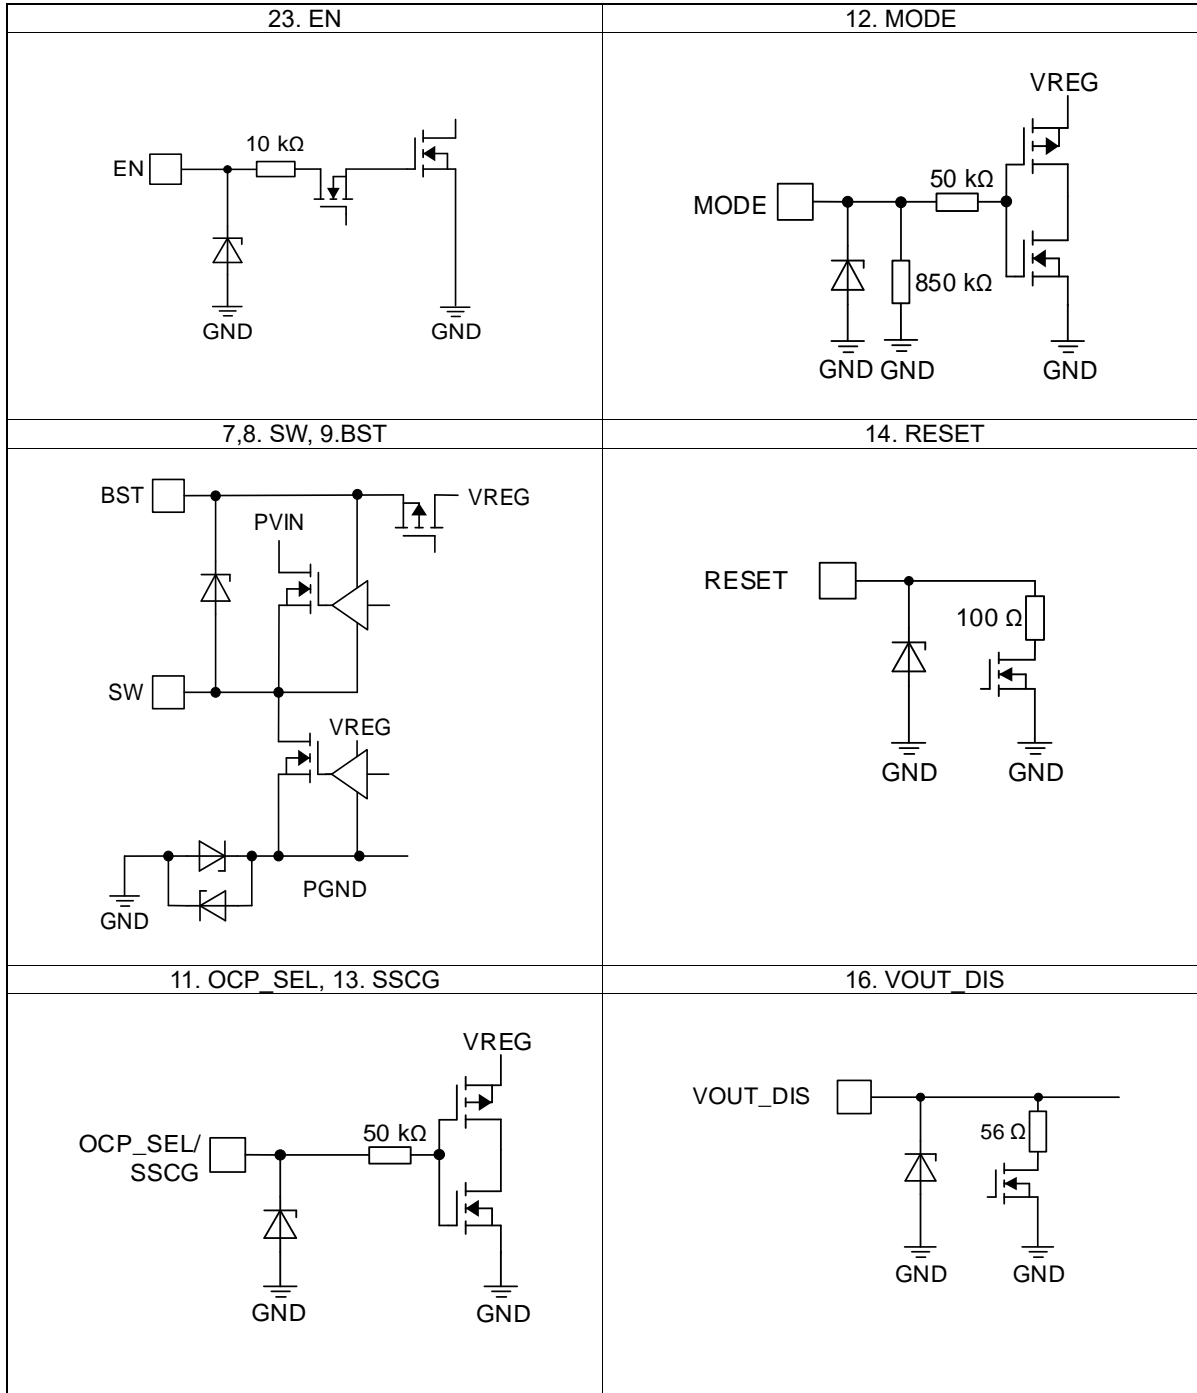 23. EN
12. MODE
EN
10 kΩ
GND
GND
VREG
MODE
50 kΩ
850 kΩ
GND
GND
GND
7,8. SW, 9.BST
14. RESET
BST
VREG
PVIN
SW
VREG
PGND
GND
RESET
100 Ω
GND
GND
11. OCP_SEL, 13. SSCG
16. VOUT_DIS
VREG
OCP_SEL/
SSCG
50 kΩ
GND
GND
VOUT_DIS
56 Ω
GND
GND